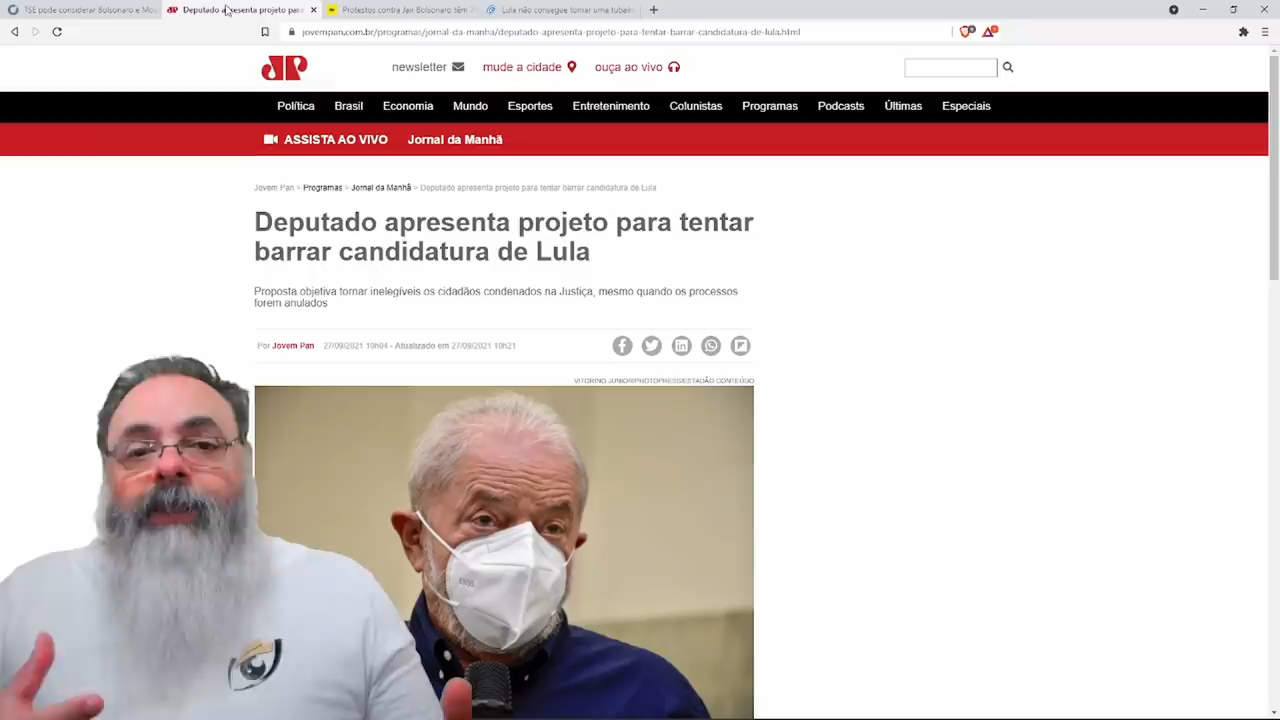 TSE pode considerar Bolsonaro e Mou
Deputado apresenta projeto para
Protestos contra Jair Bolsonaro têm
Lula não consegue tomar uma tubaín
jovempan.com.br/programas/jornal-da-manha/deputado-apresenta-projeto-para-tentar-barrar-candidatura-de-lula.html
JP
newsletter
mude a cidade
ouça ao vivo
Política
Brasil
Economia
Mundo
Esportes
Entretenimento
Colunistas
Programas
Podcasts
Últimas
Especiais
ASSISTA AO VIVO
Jornal da Manhã
Jovem Pan > Programas > Jornal da Manhã > Deputado apresenta projeto para tentar barrar candidatura de Lula
Deputado apresenta projeto para tentar
barrar candidatura de Lula
Proposta objetiva tornar inelegíveis os cidadãos condenados na Justiça, mesmo quando os processos
forem anulados
Por Jovem Pan 27/09/2021 10h04 - Atualizado em 27/09/2021 10h21
VITORINO JUNIOR/PHOTOPRESS/ESTADÃO CONTEÚDO